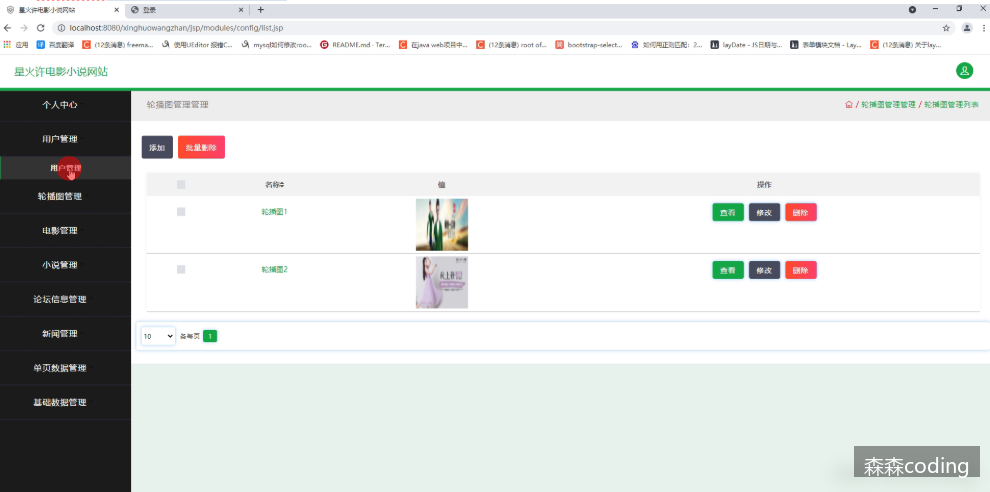 星火许电影小说网站
登录
localhost:8080/xinghuowangzhan/jsp/modules/config/list.jsp
应用 百度翻译 (12条消息) freema... 使用UEditor 报错C... mysql如何修改roo... README.md · Ter... 在java web项目中... (12条消息) root of... bootstrap-select... 如何用正则匹配：2... layDate - JS日期与... 表单模块文档 - Lay... (12条消息) 关于lay...
星火许电影小说网站
个人中心
轮播图管理管理
/ 轮播图管理管理 / 轮播图管理列表
用户管理
用户管理
轮播图管理
电影管理
小说管理
论坛信息管理
新闻管理
单页数据管理
基础数据管理
添加 批量删除
名称 值 操作
轮播图1 查看 修改 删除
轮播图2 查看 修改 删除
10 条每页 1
森森coding